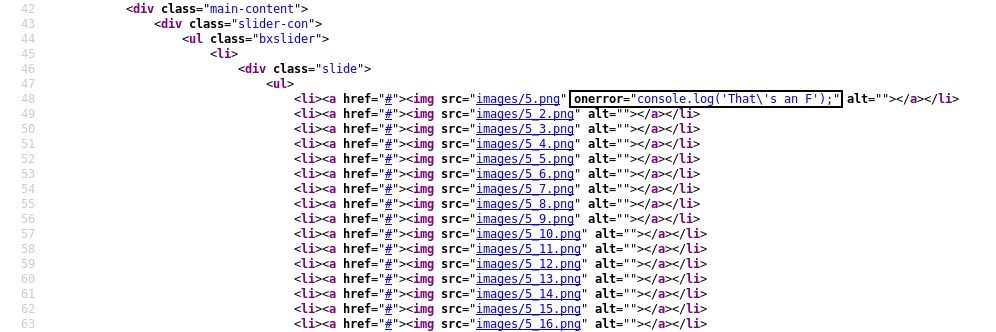 42 <div class="main-content">
43 <div class="slider-con">
44 <ul class="bxslider">
45 <li>
46 <div class="slide">
47 <ul>
48 <li><a href="#"><img src="images/5.png" onerror="console.log('That\'s an F');" alt=""></a></li>
49 <li><a href="#"><img src="images/5_2.png" alt=""></a></li>
50 <li><a href="#"><img src="images/5_3.png" alt=""></a></li>
51 <li><a href="#"><img src="images/5_4.png" alt=""></a></li>
52 <li><a href="#"><img src="images/5_5.png" alt=""></a></li>
53 <li><a href="#"><img src="images/5_6.png" alt=""></a></li>
54 <li><a href="#"><img src="images/5_7.png" alt=""></a></li>
55 <li><a href="#"><img src="images/5_8.png" alt=""></a></li>
56 <li><a href="#"><img src="images/5_9.png" alt=""></a></li>
57 <li><a href="#"><img src="images/5_10.png" alt=""></a></li>
58 <li><a href="#"><img src="images/5_11.png" alt=""></a></li>
59 <li><a href="#"><img src="images/5_12.png" alt=""></a></li>
60 <li><a href="#"><img src="images/5_13.png" alt=""></a></li>
61 <li><a href="#"><img src="images/5_14.png" alt=""></a></li>
62 <li><a href="#"><img src="images/5_15.png" alt=""></a></li>
63 <li><a href="#"><img src="images/5_16.png" alt=""></a></li>